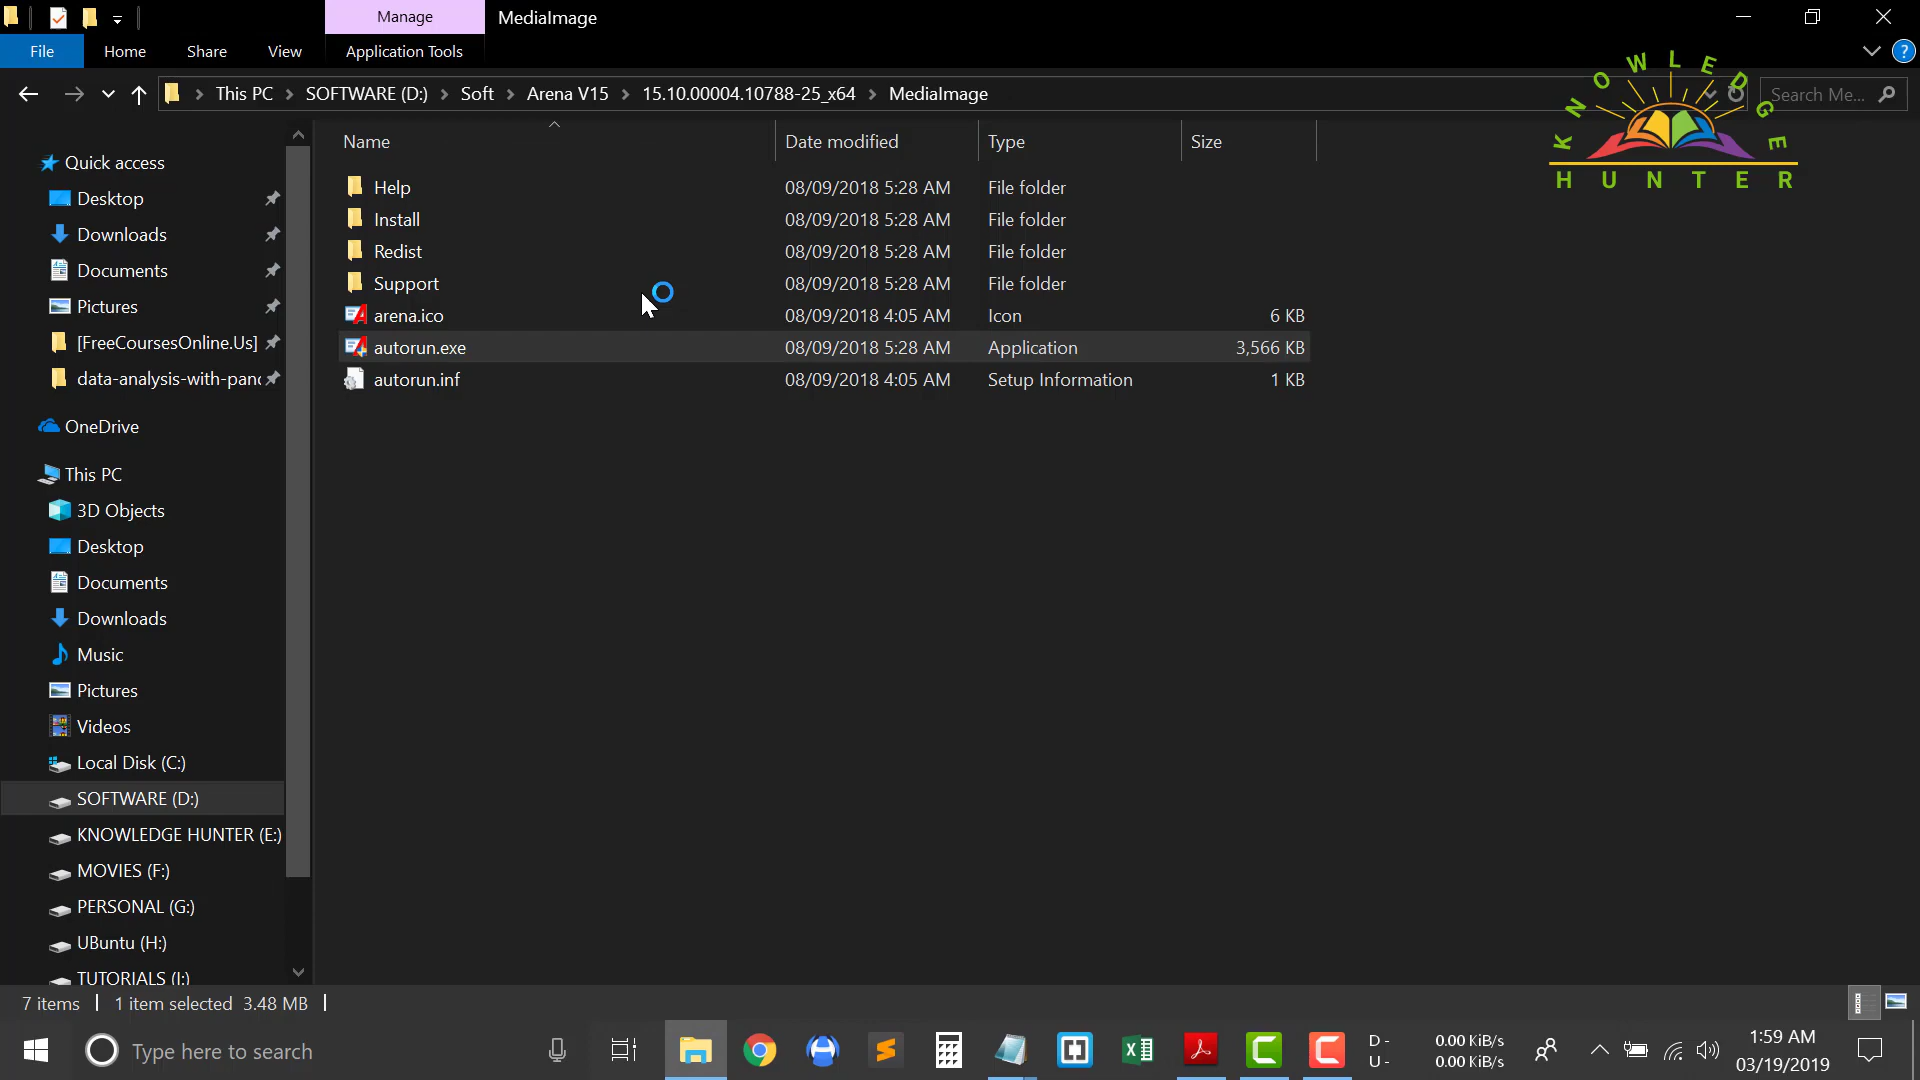 Manage
MediaImage
File
Home
Share
View
Application Tools
?
This PC
SOFTWARE (D:)
Soft
Arena V15
15.10.00004.10788-25_x64
MediaImage
Search Me...
KNOWLEDGE
HUNTER
Name
Date modified
Type
Size
Quick access
Desktop
Downloads
Documents
Pictures
[FreeCoursesOnline.Us]
data-analysis-with-pand
OneDrive
This PC
3D Objects
Desktop
Documents
Downloads
Music
Pictures
Videos
Local Disk (C:)
SOFTWARE (D:)
KNOWLEDGE HUNTER (E:)
MOVIES (F:)
PERSONAL (G:)
UBuntu (H:)
TUTORIALS (I:)
Help 08/09/2018 5:28 AM File folder
Install 08/09/2018 5:28 AM File folder
Redist 08/09/2018 5:28 AM File folder
Support 08/09/2018 5:28 AM File folder
arena.ico 08/09/2018 4:05 AM Icon 6 KB
autorun.exe 08/09/2018 5:28 AM Application 3,566 KB
autorun.inf 08/09/2018 4:05 AM Setup Information 1 KB
7 items 1 item selected 3.48 MB
Type here to search
D - 0.00 KiB/s
U - 0.00 KiB/s
1:59 AM
03/19/2019